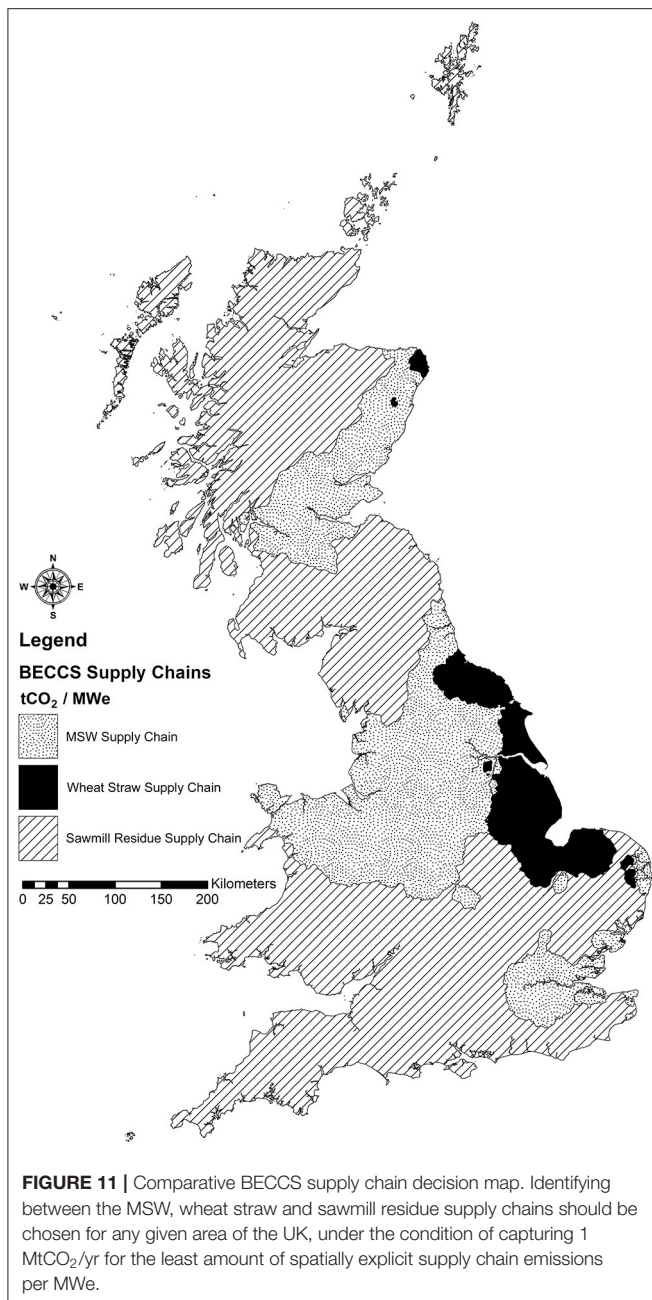 N
W E
S
Legend
BECCS Supply Chains
tCO₂ / MWe
MSW Supply Chain
Wheat Straw Supply Chain
Sawmill Residue Supply Chain
Kilometers
0 25 50 100 150 200
FIGURE 11 | Comparative BECCS supply chain decision map. Identifying
between the MSW, wheat straw and sawmill residue supply chains should be
chosen for any given area of the UK, under the condition of capturing 1
MtCO₂/yr for the least amount of spatially explicit supply chain emissions
per MWe.